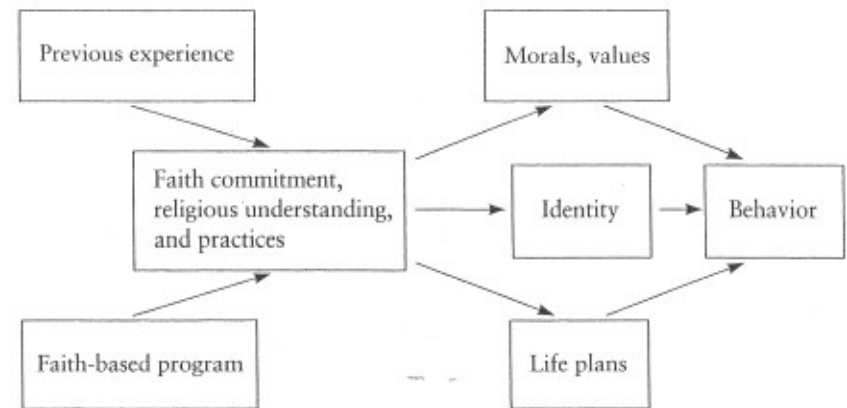 Previous experience
Morals, values
Faith commitment,
religious understanding,
and practices
Identity
Behavior
Faith-based program
Life plans